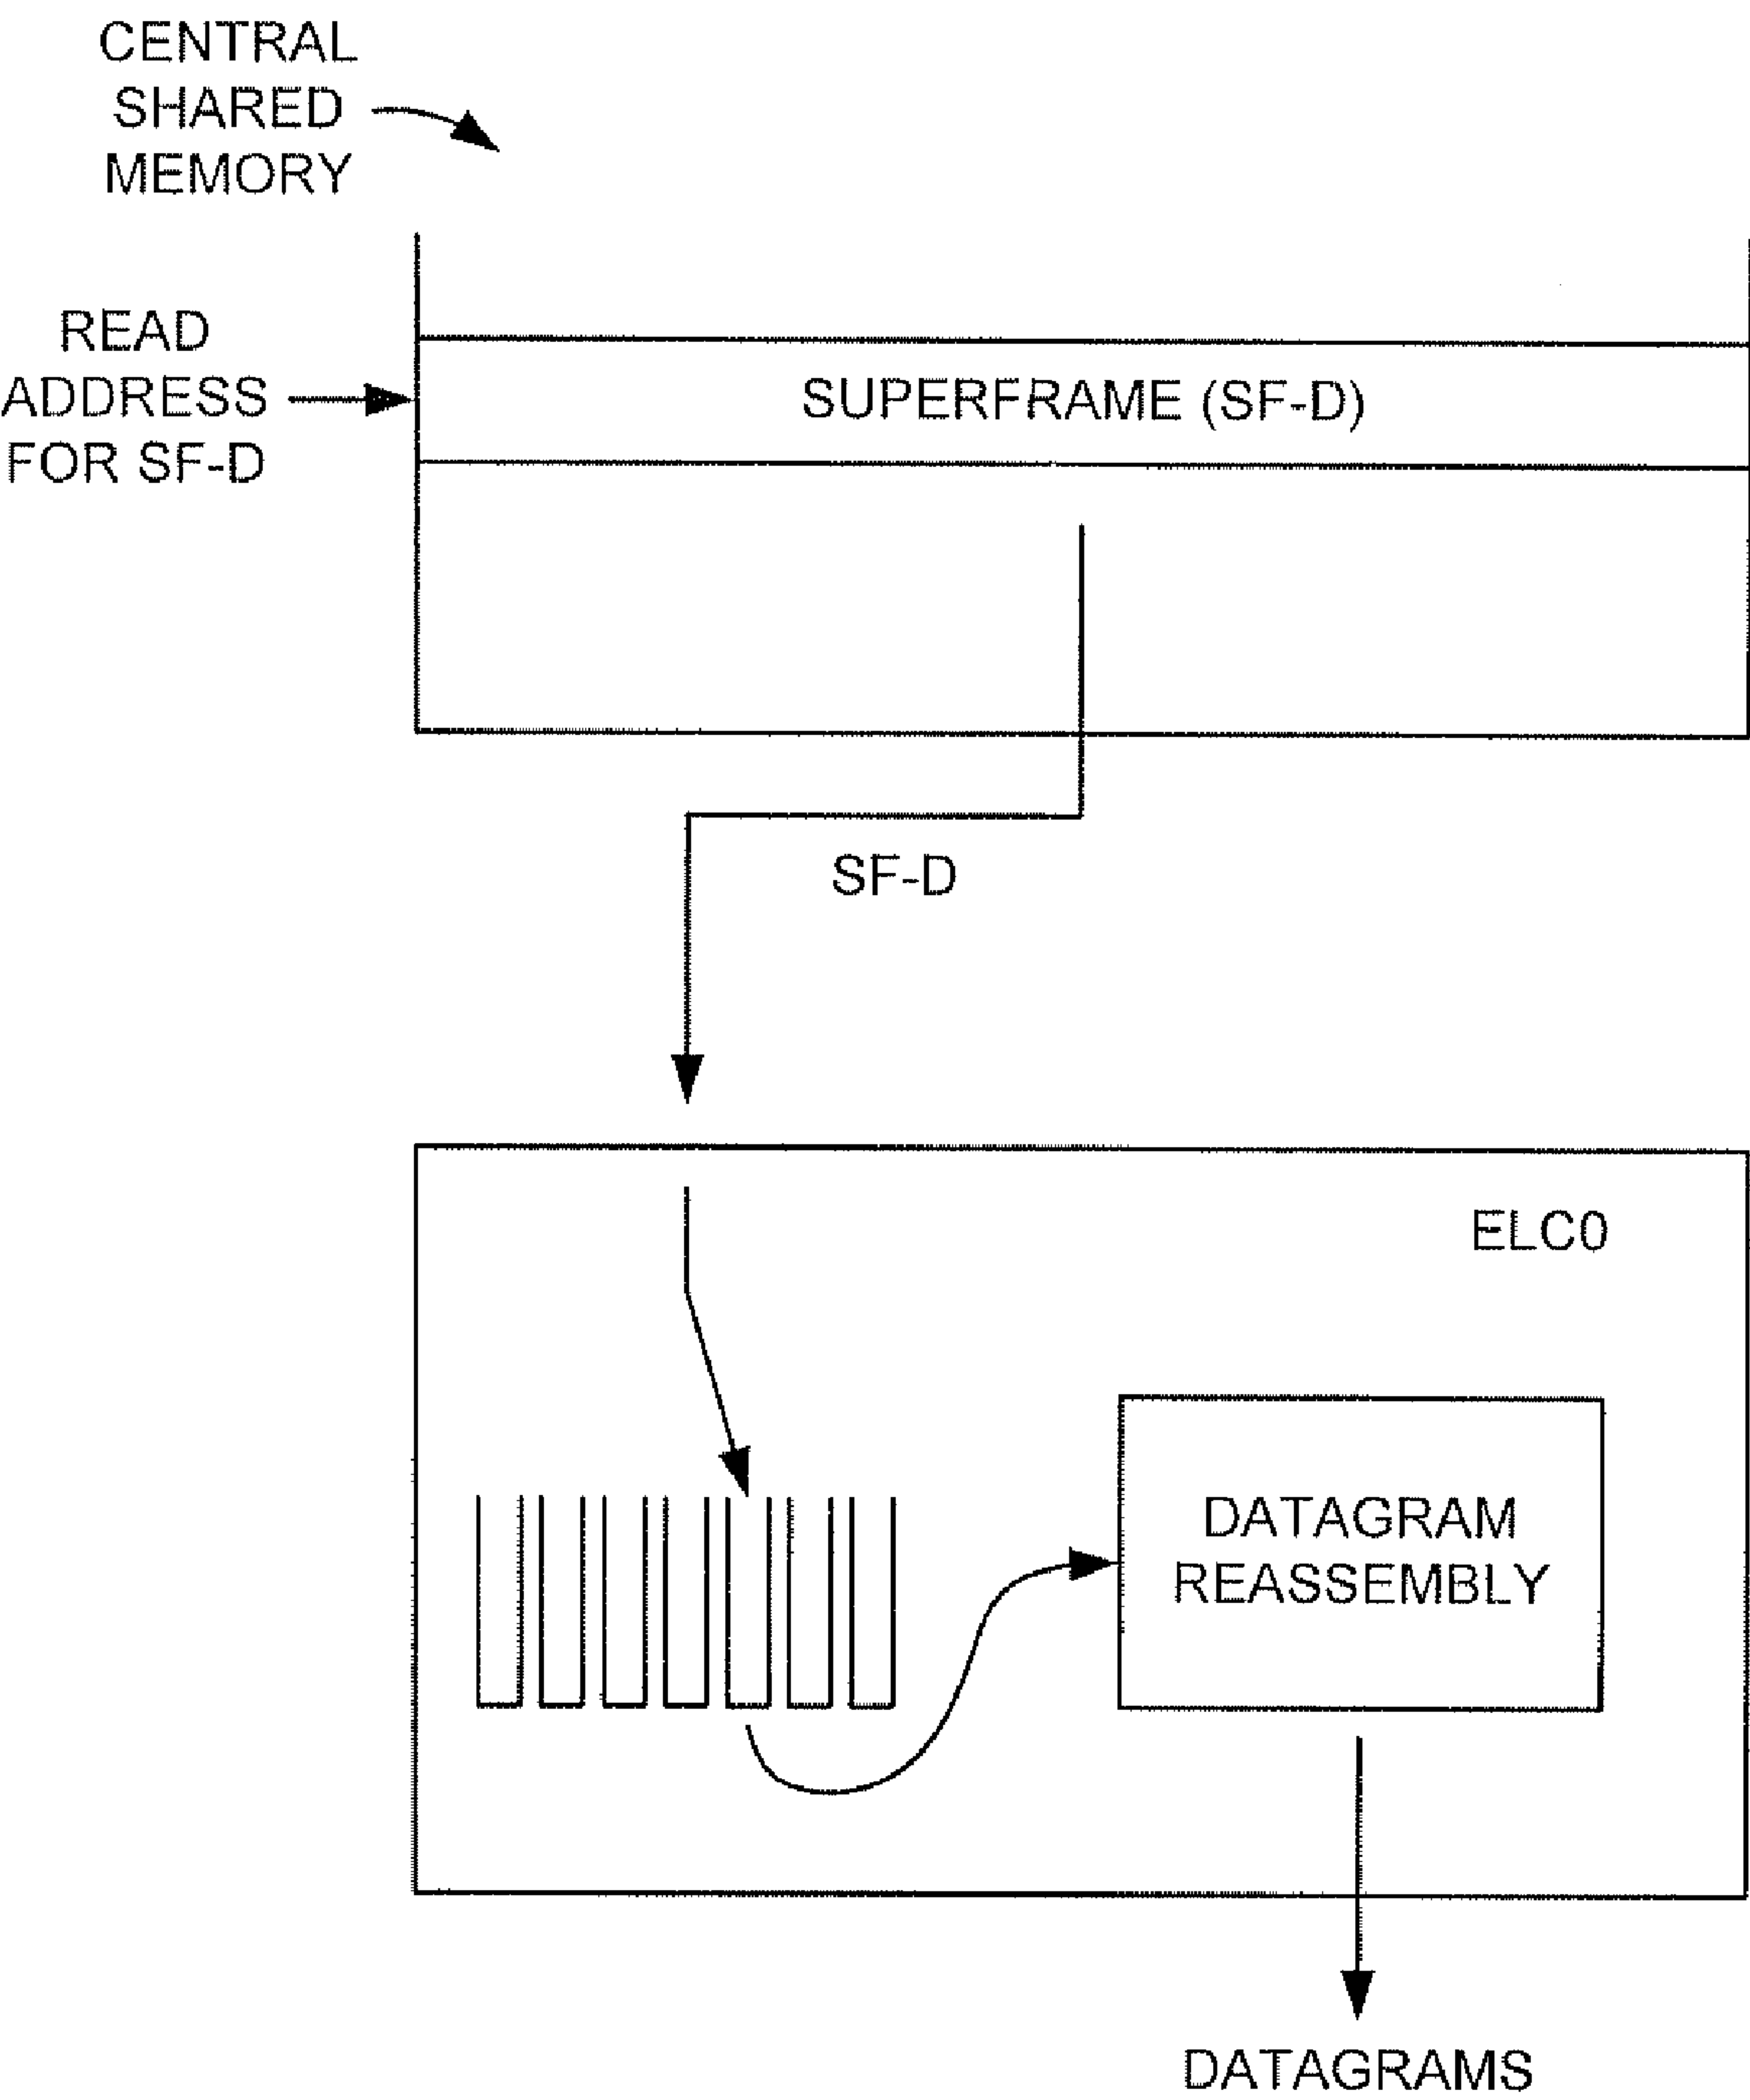 CENTRAL
SHARED
MEMORY
READ
ADDRESS
FOR SF-D
SUPERFRAME (SF-D)
SF-D
ELC0
DATAGRAM
REASSEMBLY
DATAGRAMS